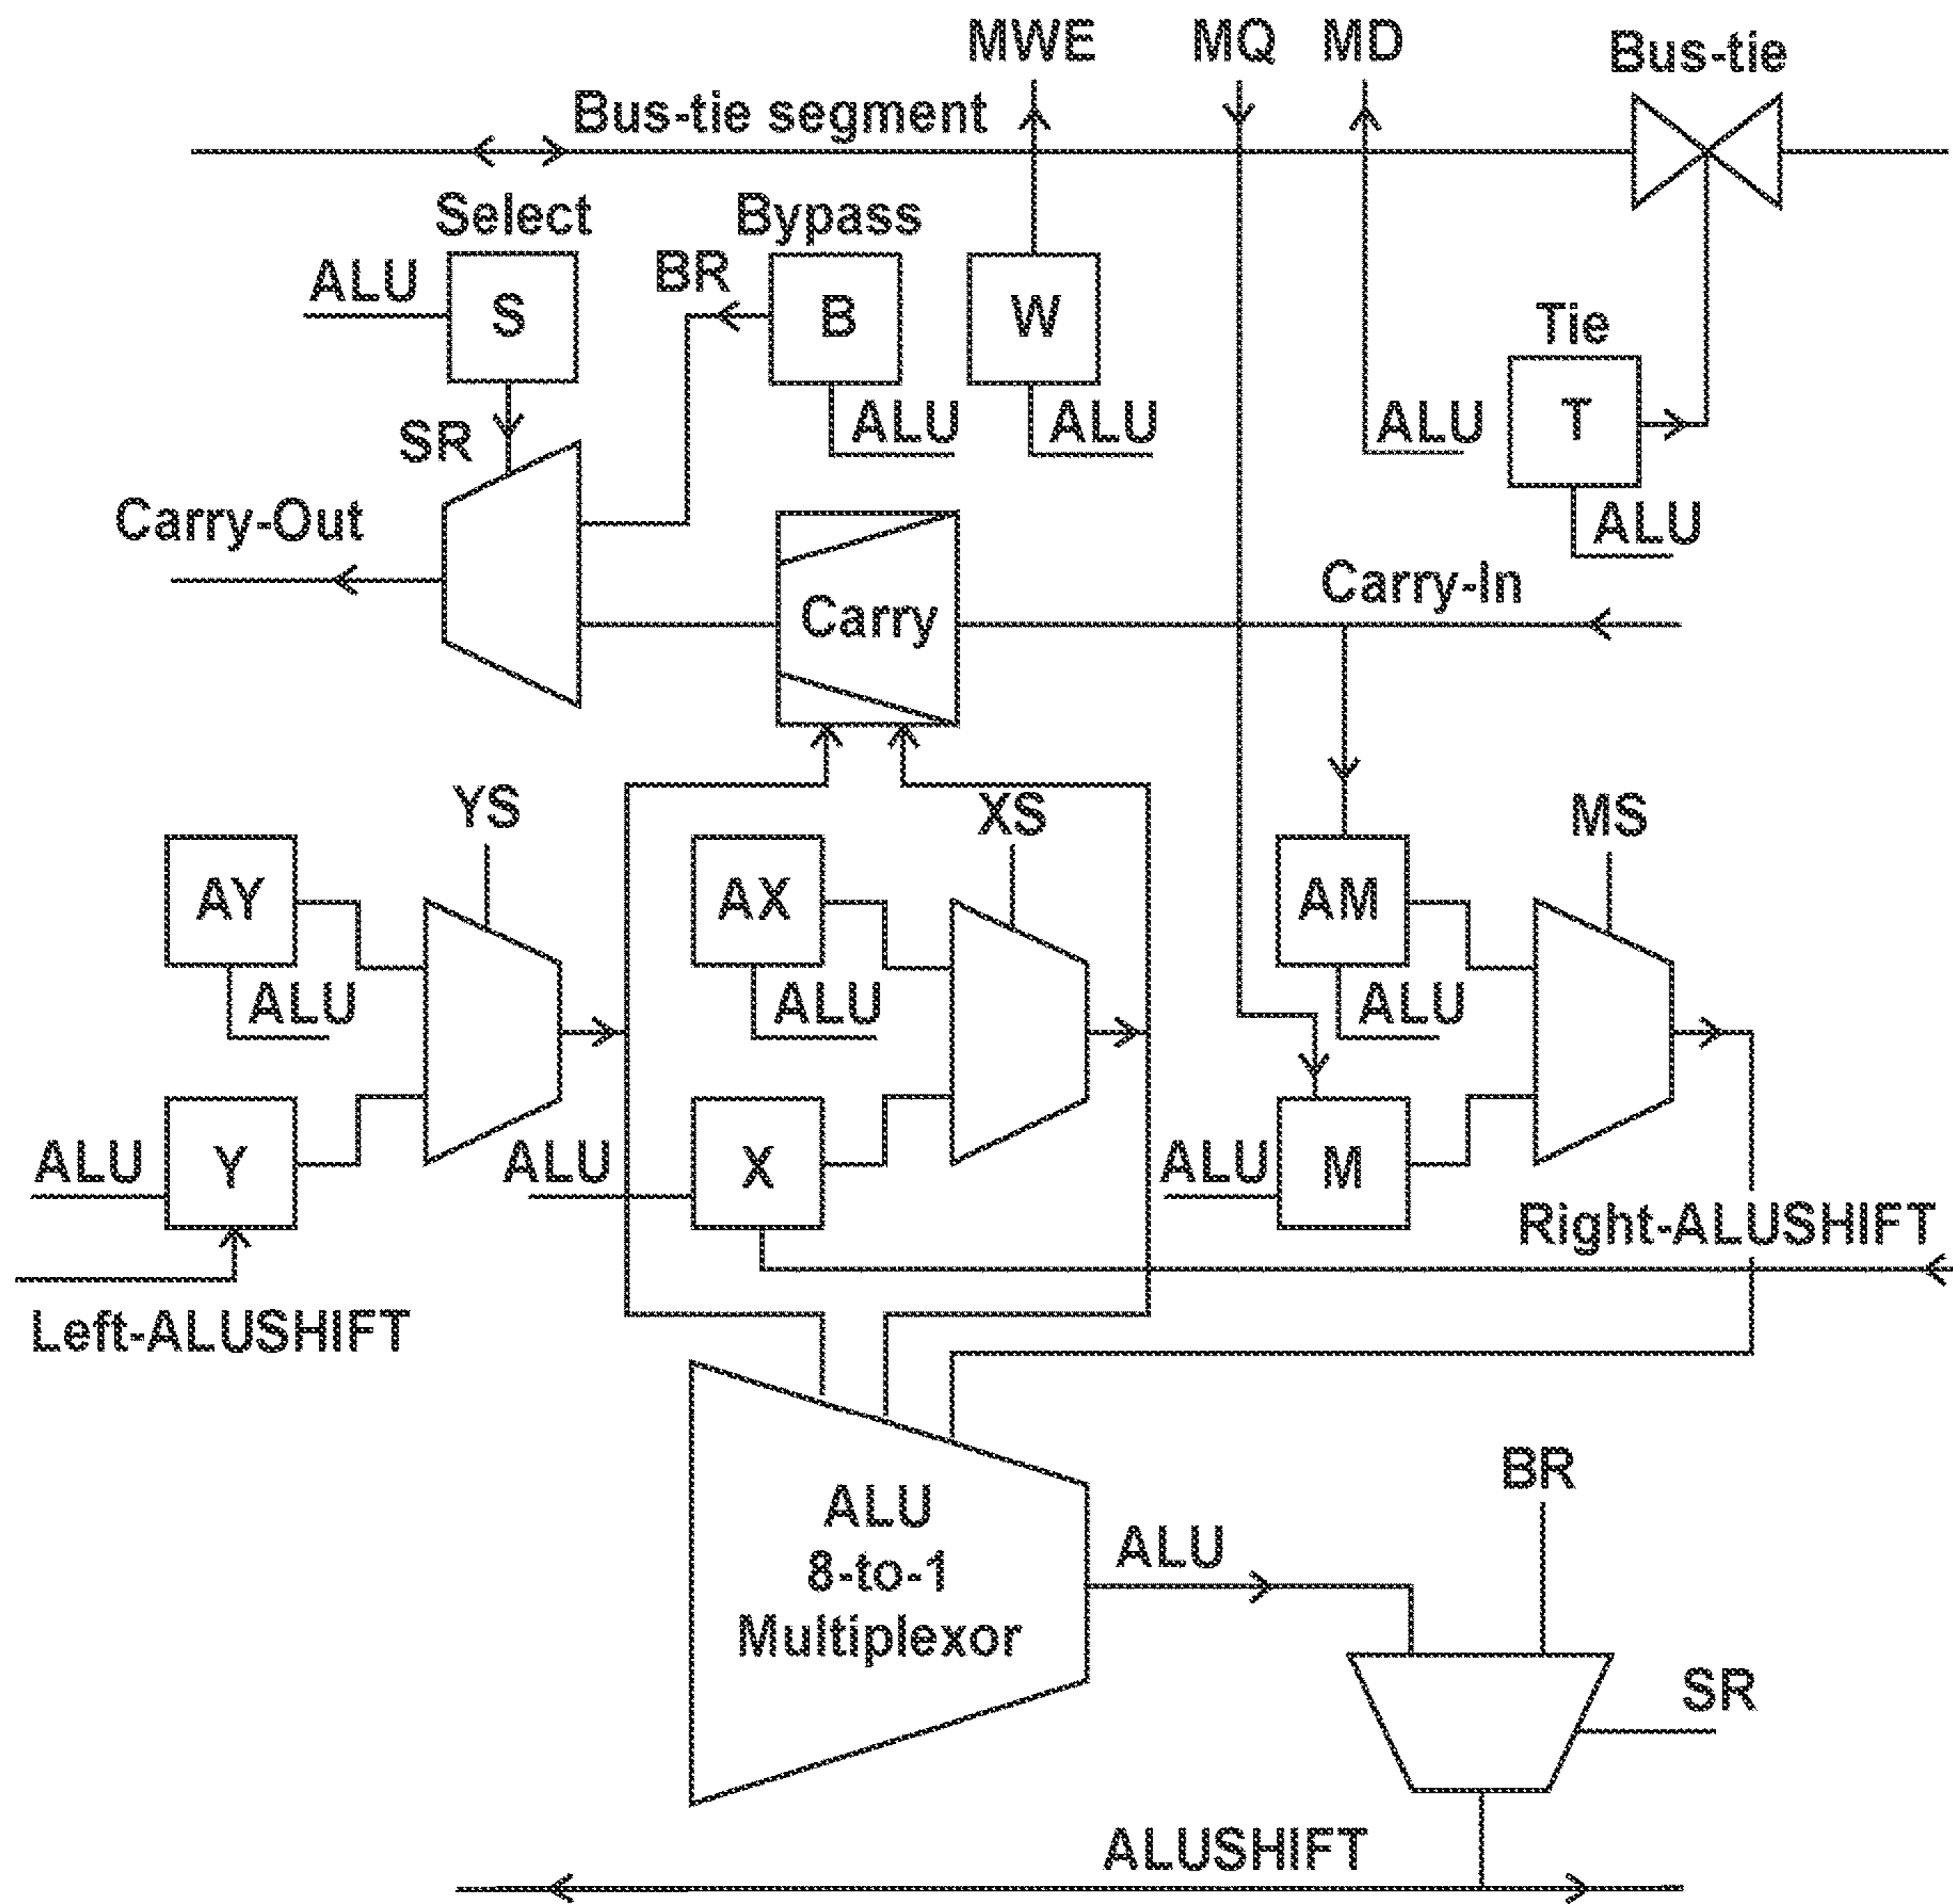 MWE
MQ
MD
Bus-tie
Bus-tie segment
Select
Bypass
ALU
S
BR
B
W
Tie
T
SR
ALU
ALU
ALU
ALU
Carry-Out
Carry
Carry-In
YS
XS
MS
AY
AX
AM
ALU
ALU
ALU
ALU
Y
ALU
X
ALU
M
Right-ALUSHIFT
Left-ALUSHIFT
ALU
8-to-1
Multiplexor
ALU
BR
SR
ALUSHIFT